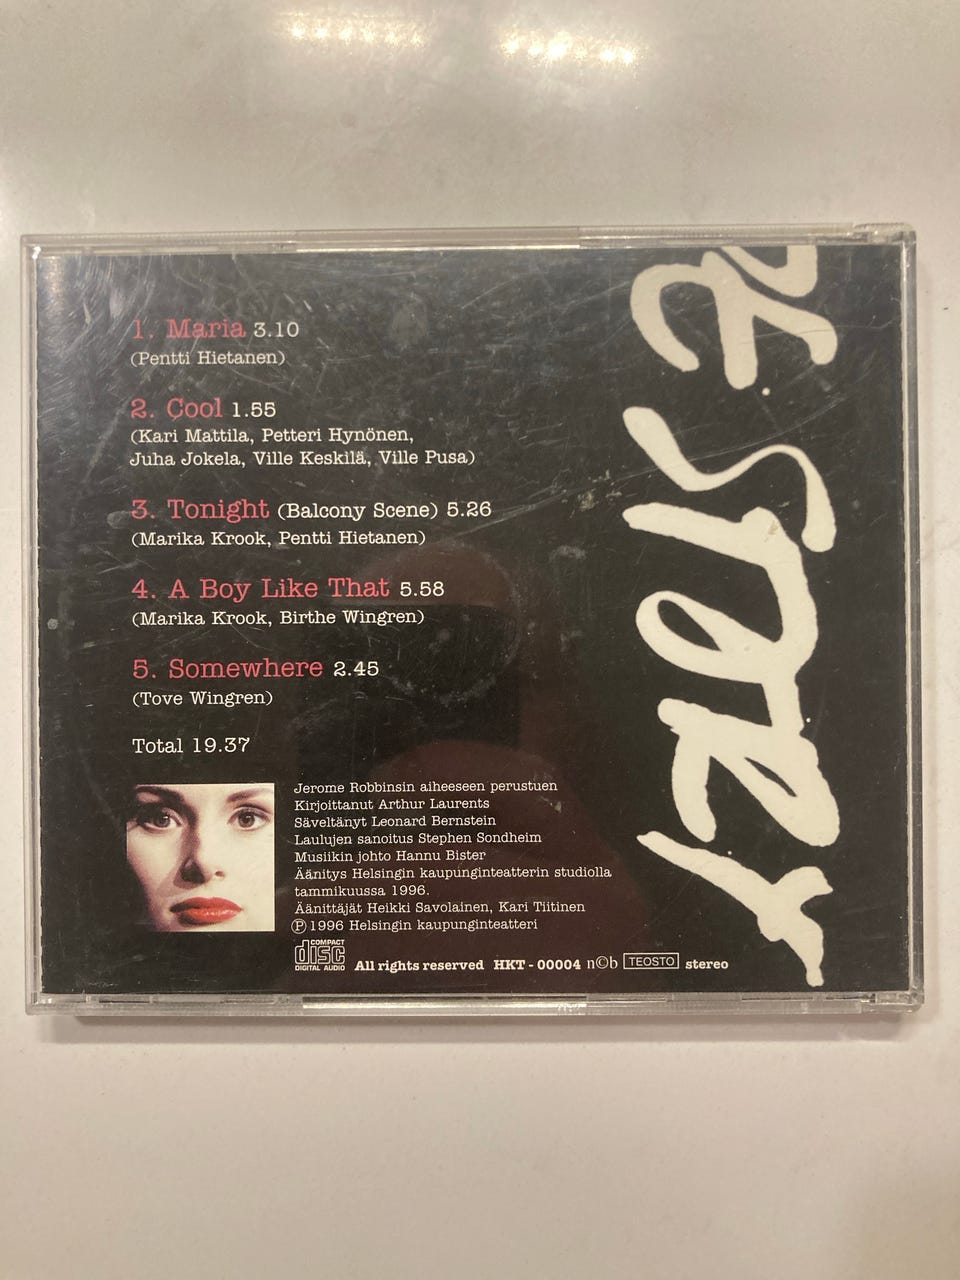 1. Maria 3.10
(Pentti Hietanen)
2. Cool 1.55
(Kari Mattila, Petteri Hynönen,
Juha Jokela, Ville Keskilä, Ville Pusa)
3. Tonight (Balcony Scene) 5.26
(Marika Krook, Pentti Hietanen)
4. A Boy Like That 5.58
(Marika Krook, Birthe Wingren)
5. Somewhere 2.45
(Tove Wingren)
Total 19.37
Jerome Robbinsin aiheeseen perustuen
Kirjoittanut Arthur Laurents
Säveltänyt Leonard Bernstein
Laulujen sanoitus Stephen Sondheim
Musiikin johto Hannu Bister
Äänitys Helsingin kaupunginteatterin studiolla
tammikuussa 1996.
Äänittäjät Heikki Savolainen, Kari Tiitinen
Ⓟ 1996 Helsingin kaupunginteatteri
COMPACT
disc
DIGITAL AUDIO
All rights reserved HKT - 00004 n©b TEOSTO stereo